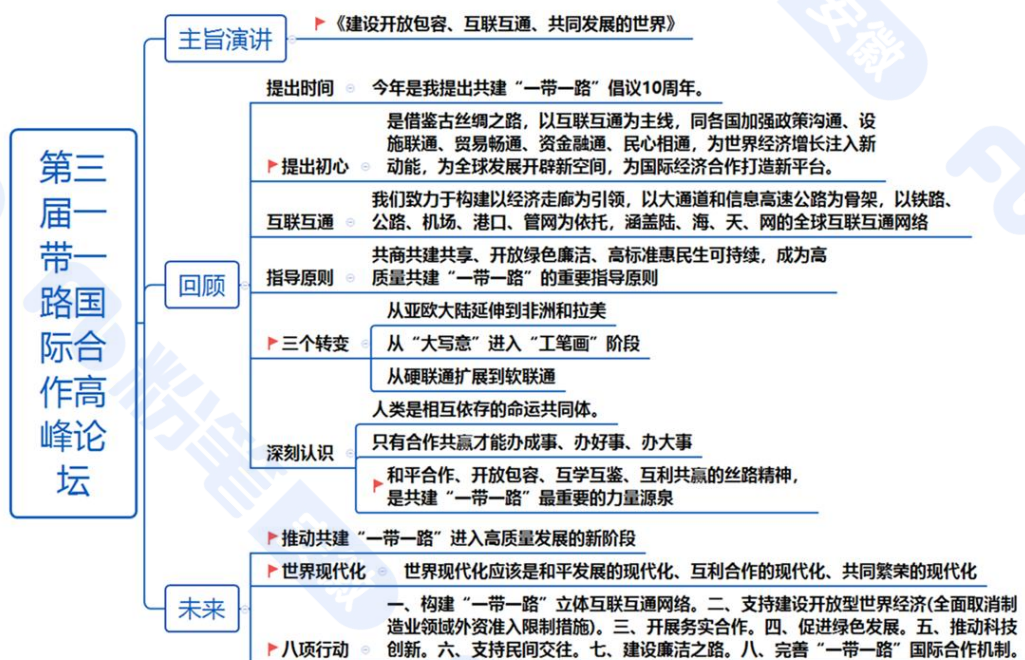 第三
届一
带一
路国
际合
作高
峰论
坛
主旨演讲
《建设开放包容、互联互通、共同发展的世界》
回顾
提出时间
今年是我提出共建“一带一路”倡议10周年。
提出初心
是借鉴古丝绸之路，以互联互通为主线，同各国加强政策沟通、设
施联通、贸易畅通、资金融通、民心相通，为世界经济增长注入新
动能，为全球发展开辟新空间，为国际经济合作打造新平台。
互联互通
我们致力于构建以经济走廊为引领，以大通道和信息高速公路为骨架，以铁路、
公路、机场、港口、管网为依托，涵盖陆、海、天、网的全球互联互通网络
指导原则
共商共建共享、开放绿色廉洁、高标准惠民生可持续，成为高
质量共建“一带一路”的重要指导原则
三个转变
从亚欧大陆延伸到非洲和拉美
从“大写意”进入“工笔画”阶段
从硬联通扩展到软联通
深刻认识
人类是相互依存的命运共同体。
只有合作共赢才能办成事、办好事、办大事
和平合作、开放包容、互学互鉴、互利共赢的丝路精神，
是共建“一带一路”最重要的力量源泉
未来
推动共建“一带一路”进入高质量发展的新阶段
世界现代化
世界现代化应该是和平发展的现代化、互利合作的现代化、共同繁荣的现代化
八项行动
一、构建“一带一路”立体互联互通网络。二、支持建设开放型世界经济(全面取消制
造业领域外资准入限制措施)。三、开展务实合作。四、促进绿色发展。五、推动科技
创新。六、支持民间交往。七、建设廉洁之路。八、完善“一带一路”国际合作机制。
粉笔
安徽